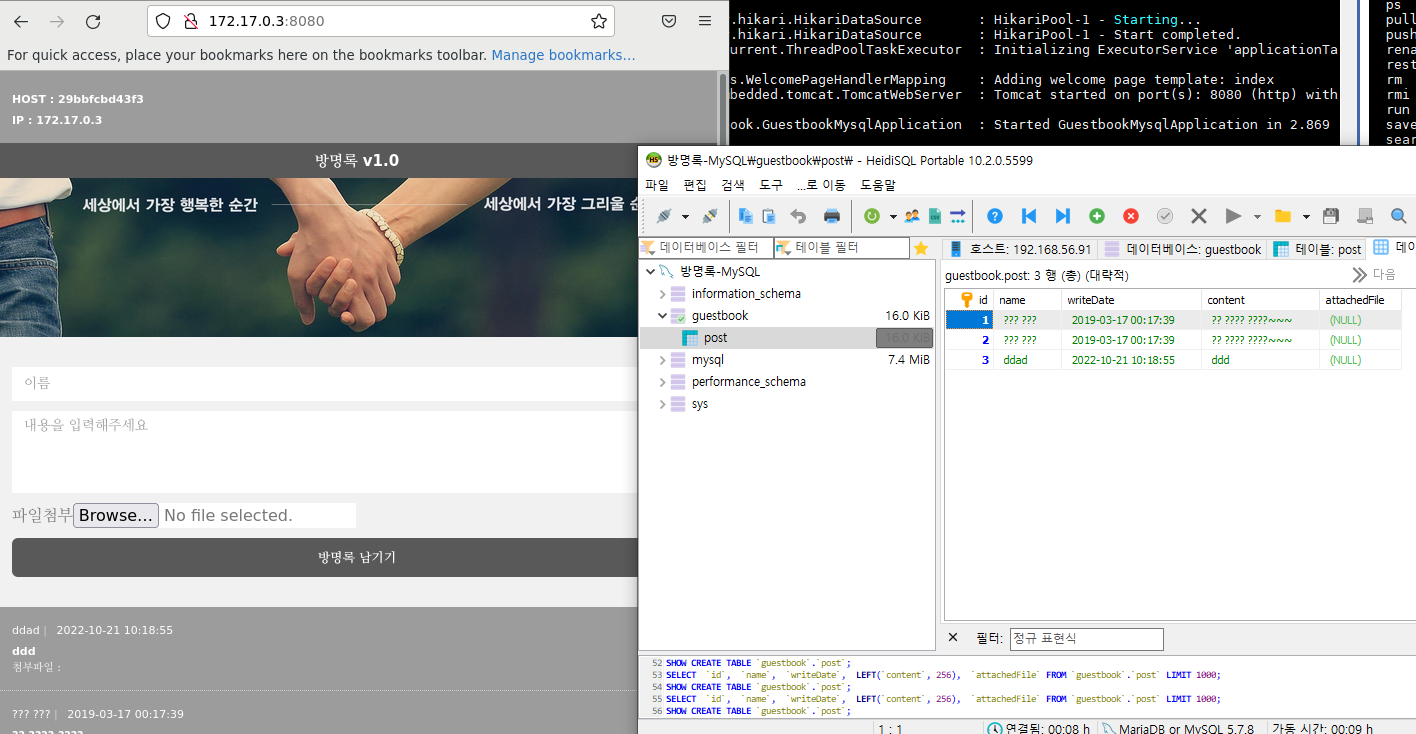 172.17.0.3:8080
For quick access, place your bookmarks here on the bookmarks toolbar. Manage bookmarks...
HOST : 29bbfcbd43f3
IP : 172.17.0.3
방명록 v1.0
세상에서 가장 행복한 순간
세상에서 가장 그리울 순
이름
내용을 입력해주세요
파일첨부 Browse... No file selected.
방명록 남기기
ddad | 2022-10-21 10:18:55
ddd
첨부파일 :
??? ??? | 2019-03-17 00:17:39
?? ???? ????
.hikari.HikariDataSource : HikariPool-1 - Starting...
.hikari.HikariDataSource : HikariPool-1 - Start completed.
urrent.ThreadPoolTaskExecutor : Initializing ExecutorService 'applicationTa
s.WelcomePageHandlerMapping : Adding welcome page template: index
bedded.tomcat.TomcatWebServer : Tomcat started on port(s): 8080 (http) with
ook.GuestbookMysqlApplication : Started GuestbookMysqlApplication in 2.869
ps
pull
push
rena
rest
rm
rmi
run
sear
방명록-MySQL\guestbook\post\ - HeidiSQL Portable 10.2.0.5599
파일 편집 검색 도구 ...로 이동 도움말
데이터베이스 필터 테이블 필터
방명록-MySQL
information_schema
guestbook 16.0 KiB
post 16.0 KiB
mysql 7.4 MiB
performance_schema
sys
호스트: 192.168.56.91 데이터베이스: guestbook 테이블: post 데이
guestbook.post: 3 행 (총) (대략적) 다음
id name writeDate content attachedFile
1 ??? ??? 2019-03-17 00:17:39 ?? ???? ????~~~ (NULL)
2 ??? ??? 2019-03-17 00:17:39 ?? ???? ????~~~ (NULL)
3 ddad 2022-10-21 10:18:55 ddd (NULL)
필터: 정규 표현식
52 SHOW CREATE TABLE `guestbook`.`post`;
53 SELECT `id`, `name`, `writeDate`, LEFT(`content`, 256), `attachedFile` FROM `guestbook`.`post` LIMIT 1000;
54 SHOW CREATE TABLE `guestbook`.`post`;
55 SELECT `id`, `name`, `writeDate`, LEFT(`content`, 256), `attachedFile` FROM `guestbook`.`post` LIMIT 1000;
56 SHOW CREATE TABLE `guestbook`.`post`;
1 : 1 연결됨: 00:08 h MariaDB or MySQL 5.7.8 가동 시간: 00:09 h